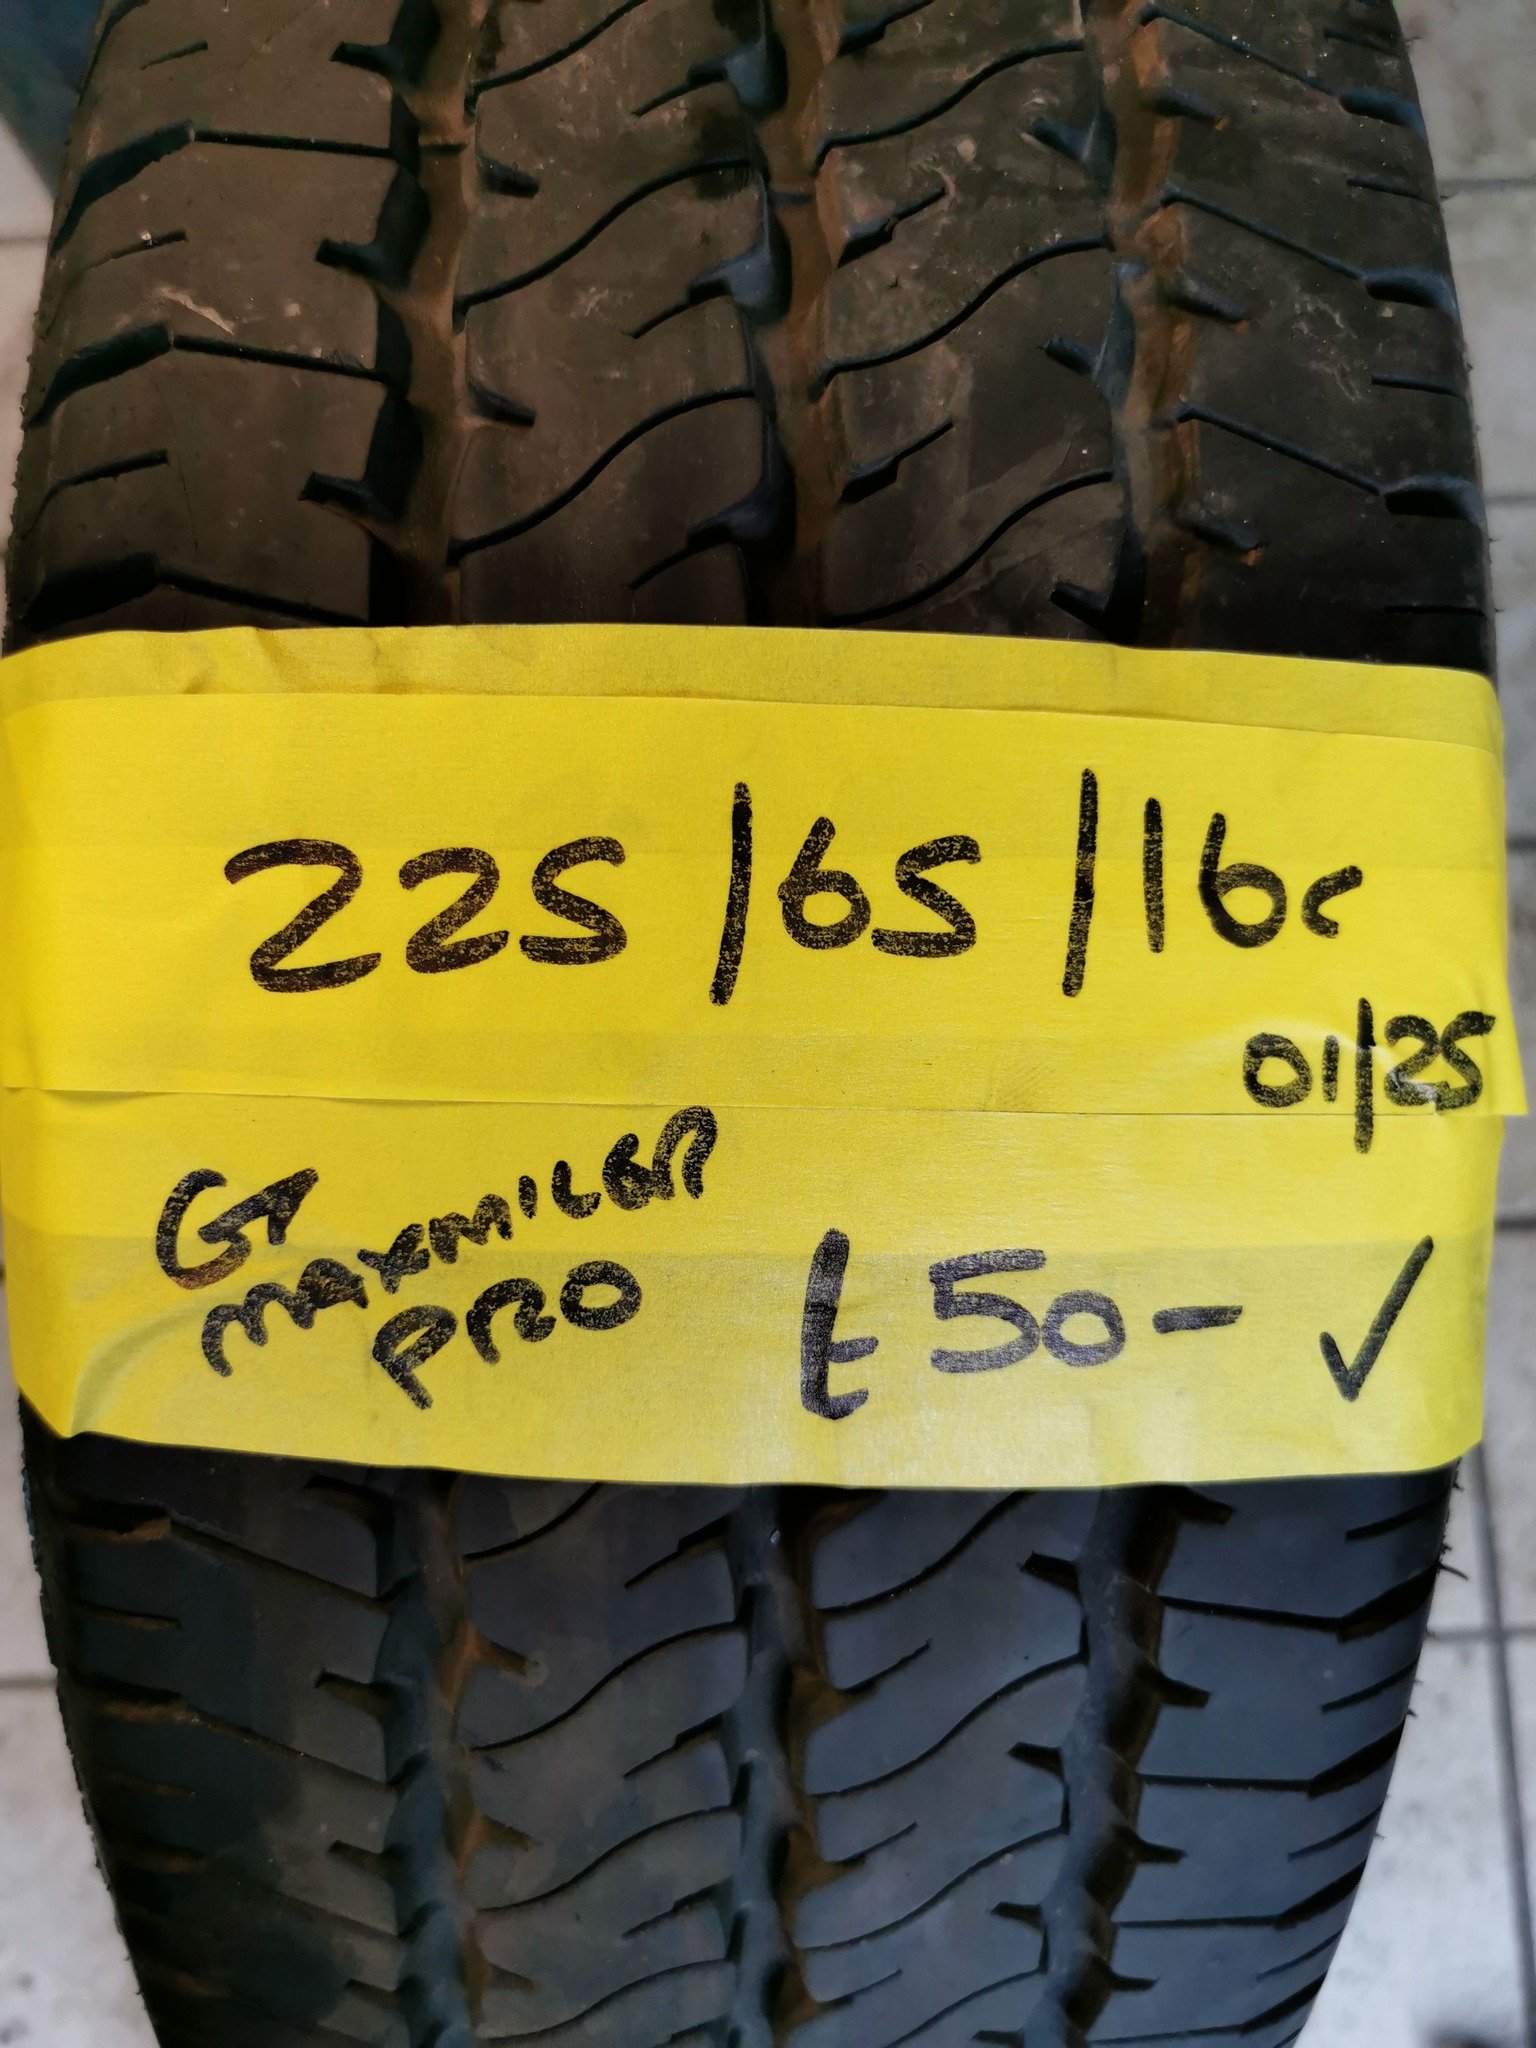 225/65/16c
01/25
GT
MAXMILER
PRO
£50- ✓